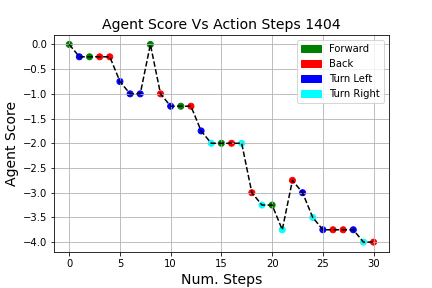 Agent Score Vs Action Steps 1404
Agent Score
0.0
−0.5
−1.0
−1.5
−2.0
−2.5
−3.0
−3.5
−4.0
Forward
Back
Turn Left
Turn Right
0 5 10 15 20 25 30
Num. Steps